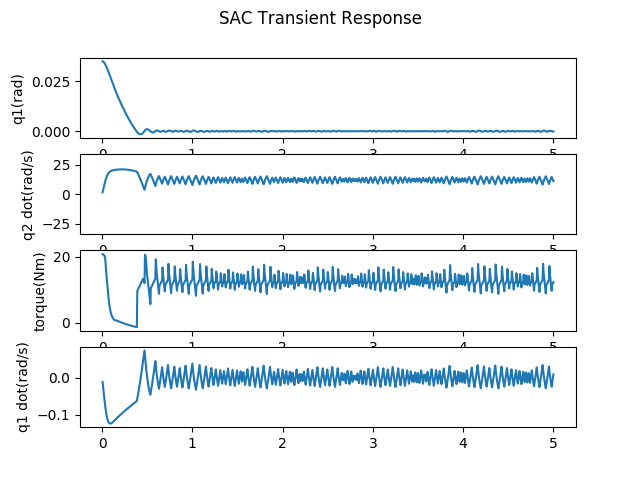 SAC Transient Response
q1(rad)
0.025
0.000
0 1 2 3 4 5
q2 dot(rad/s)
25
0
−25
0 1 2 3 4 5
torque(Nm)
20
0
0 1 2 3 4 5
q1 dot(rad/s)
0.0
−0.1
0 1 2 3 4 5